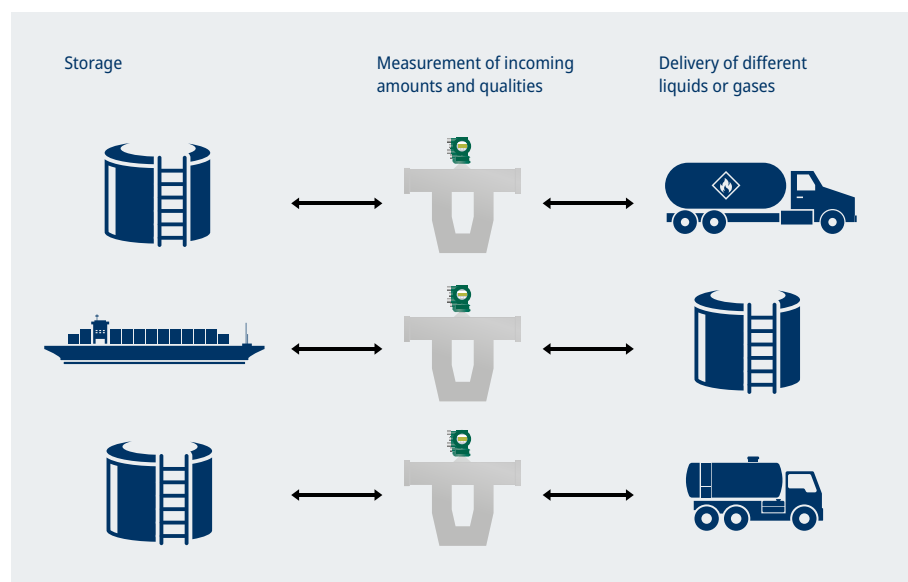 Storage
Measurement of incoming
amounts and qualities
Delivery of different
liquids or gases